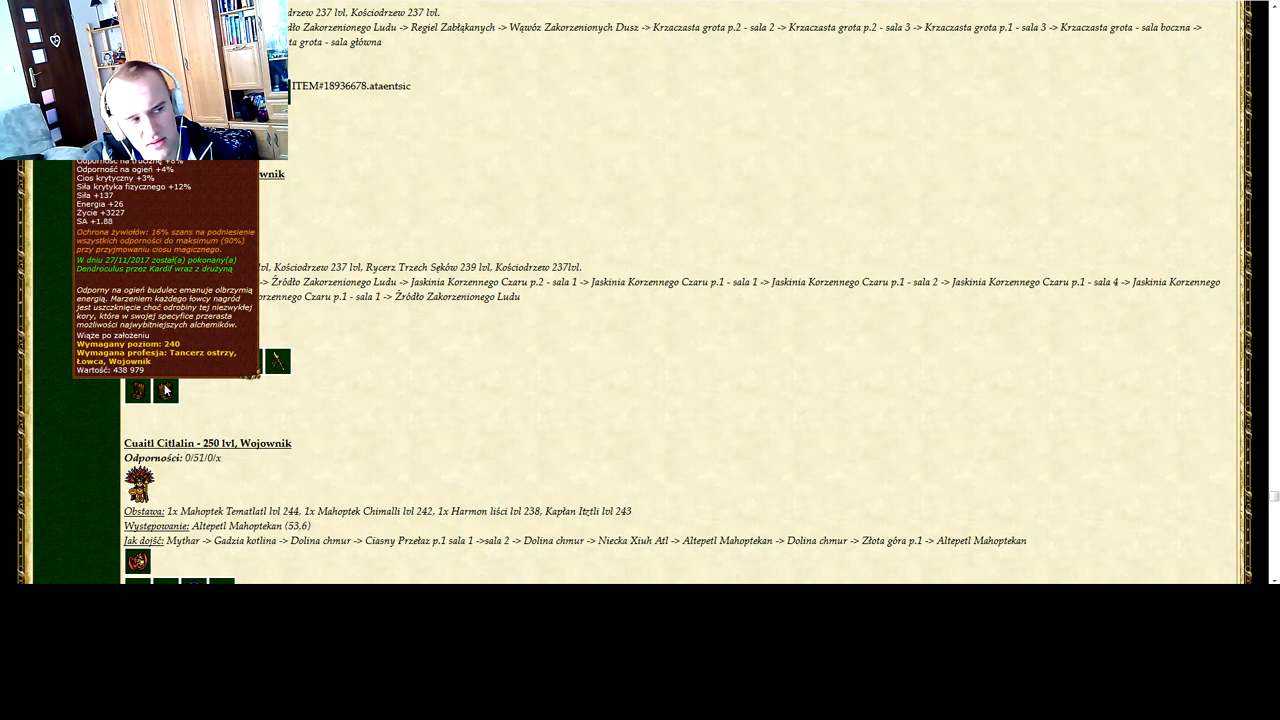 drzew 237 lvl, Kościodrzew 237 lvl.
dło Zakorzenionego Ludu -> Regiel Zabłąkanych -> Wąwóz Zakorzenionych Dusz -> Krzaczasta grota p.2 - sala 2 -> Krzaczasta grota p.2 - sala 3 -> Krzaczasta grota p.1 - sala 3 -> Krzaczasta grota - sala boczna ->
ta grota - sala główna
ITEM#18936678.ataentsic
Odporność na truciznę +8%
Odporność na ogień +4%
Cios krytyczny +3%
wnik
Siła krytyka fizycznego +12%
Siła +137
Energia +26
Życie +3227
SA +1.88
Ochrona żywiołów: 16% szans na podniesienie
wszystkich odporności do maksimum (90%)
przy przyjmowaniu ciosu magicznego.
W dniu 27/11/2017 został(a) pokonany(a)
Dendroculus przez Kardif wraz z drużyną
lvl, Kościodrzew 237 lvl, Rycerz Trzech Sęków 239 lvl, Kościodrzew 237lvl.
-> Źródło Zakorzenionego Ludu -> Jaskinia Korzennego Czaru p.2 - sala 1 -> Jaskinia Korzennego Czaru p.1 - sala 1 -> Jaskinia Korzennego Czaru p.1 - sala 2 -> Jaskinia Korzennego Czaru p.1 - sala 4 -> Jaskinia Korzennego
orzennego Czaru p.1 - sala 1 -> Źródło Zakorzenionego Ludu
Odporny na ogień budulec emanuje olbrzymią
energią. Marzeniem każdego łowcy nagród
jest uszczknięcie choć odrobiny tej niezwykłej
kory, która w swojej specyfice przerasta
możliwości najwybitniejszych alchemików.
Wiąże po założeniu
Wymagany poziom: 240
Wymagana profesja: Tancerz ostrzy,
Łowca, Wojownik
Wartość: 438 979
Cuaitl Citlalin - 250 lvl, Wojownik
Odporności: 0/51/0/x
Obstawa: 1x Mahoptek Tematlatl lvl 244, 1x Mahoptek Chimalli lvl 242, 1x Harmon liści lvl 238, Kapłan Itztli lvl 243
Występowanie: Altepetl Mahoptekan (53,6)
Jak dojść: Mythar -> Gadzia kotlina -> Dolina chmur -> Ciasny Przełaz p.1 sala 1 ->sala 2 -> Dolina chmur -> Niecka Xiuh Atl -> Altepetl Mahoptekan -> Dolina chmur -> Złota góra p.1 -> Altepetl Mahoptekan